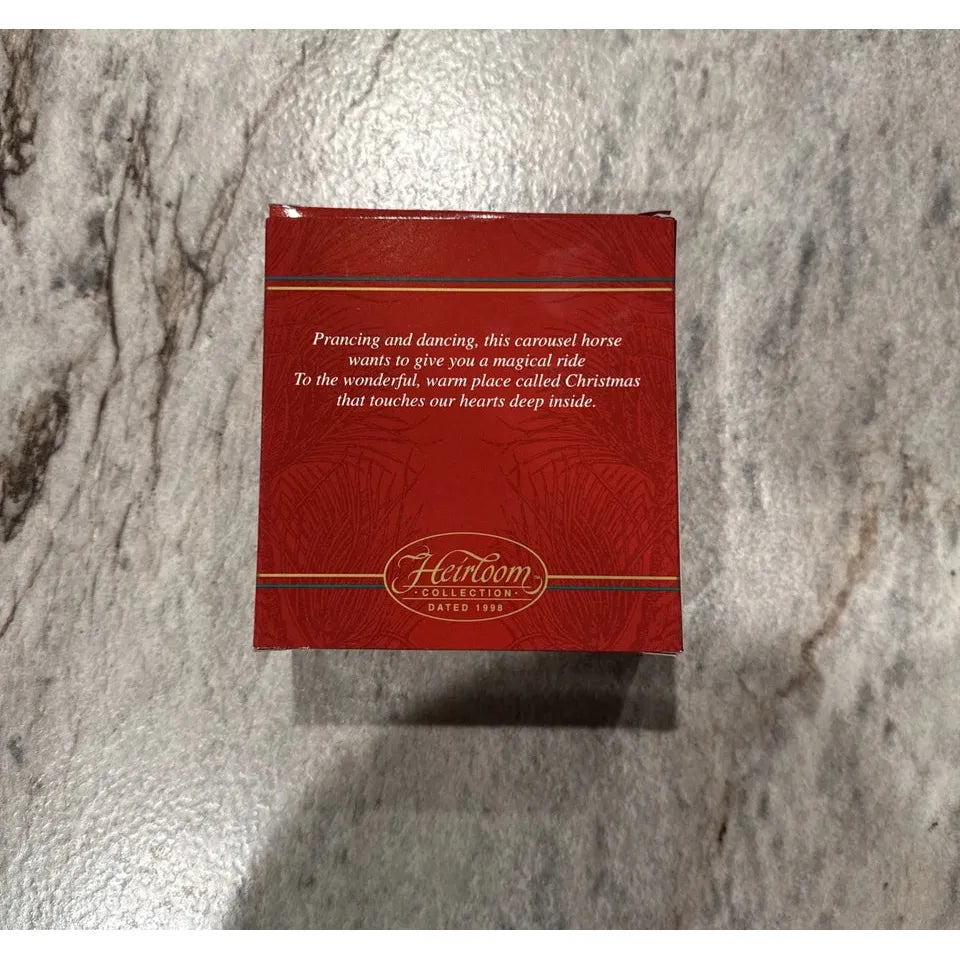 Prancing and dancing, this carousel horse
wants to give you a magical ride
To the wonderful, warm place called Christmas
that touches our hearts deep inside.
Heirloom™
·COLLECTION·
DATED 1998